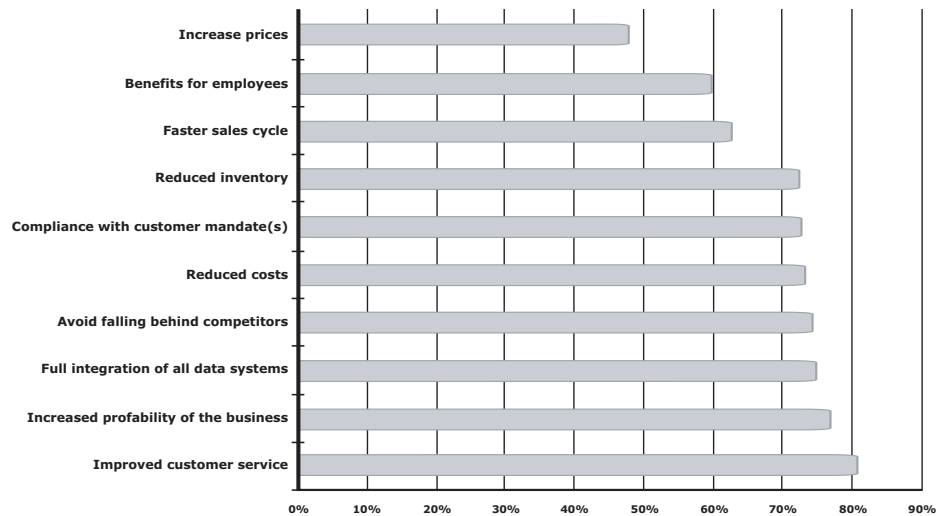 Increase prices
Benefits for employees
Faster sales cycle
Reduced inventory
Compliance with customer mandate(s)
Reduced costs
Avoid falling behind competitors
Full integration of all data systems
Increased profability of the business
Improved customer service
0% 10% 20% 30% 40% 50% 60% 70% 80% 90%